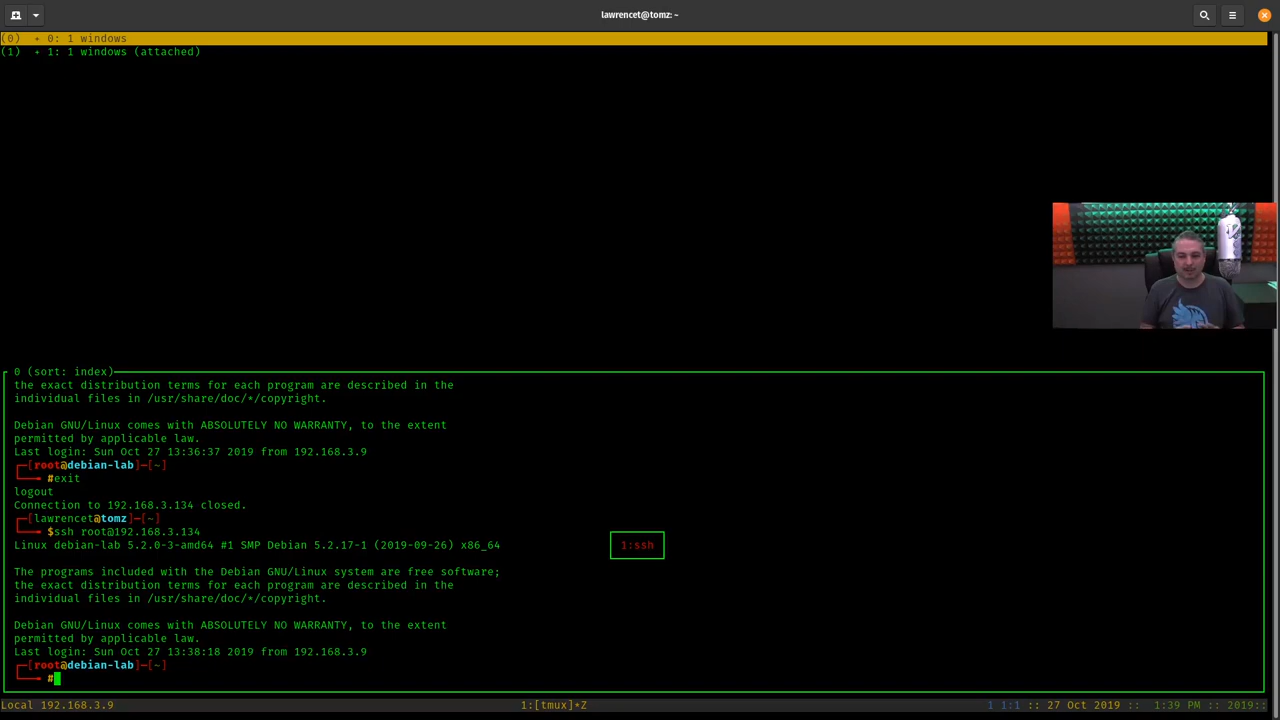 lawrencet@tomz: ~
(0)  + 0: 1 windows
(1)  + 1: 1 windows (attached)
0 (sort: index)
the exact distribution terms for each program are described in the
individual files in /usr/share/doc/*/copyright.
Debian GNU/Linux comes with ABSOLUTELY NO WARRANTY, to the extent
permitted by applicable law.
Last login: Sun Oct 27 13:36:37 2019 from 192.168.3.9
┌─[root@debian-lab]─[~]
└──╼ #exit
logout
Connection to 192.168.3.134 closed.
┌─[lawrencet@tomz]─[~]
└──╼ $ssh root@192.168.3.134
Linux debian-lab 5.2.0-3-amd64 #1 SMP Debian 5.2.17-1 (2019-09-26) x86_64
1:ssh
The programs included with the Debian GNU/Linux system are free software;
the exact distribution terms for each program are described in the
individual files in /usr/share/doc/*/copyright.
Debian GNU/Linux comes with ABSOLUTELY NO WARRANTY, to the extent
permitted by applicable law.
Last login: Sun Oct 27 13:38:18 2019 from 192.168.3.9
┌─[root@debian-lab]─[~]
└──╼ #
Local 192.168.3.9 1:[tmux]*Z 1 1:1 :: 27 Oct 2019 :: 1:39 PM :: 2019::